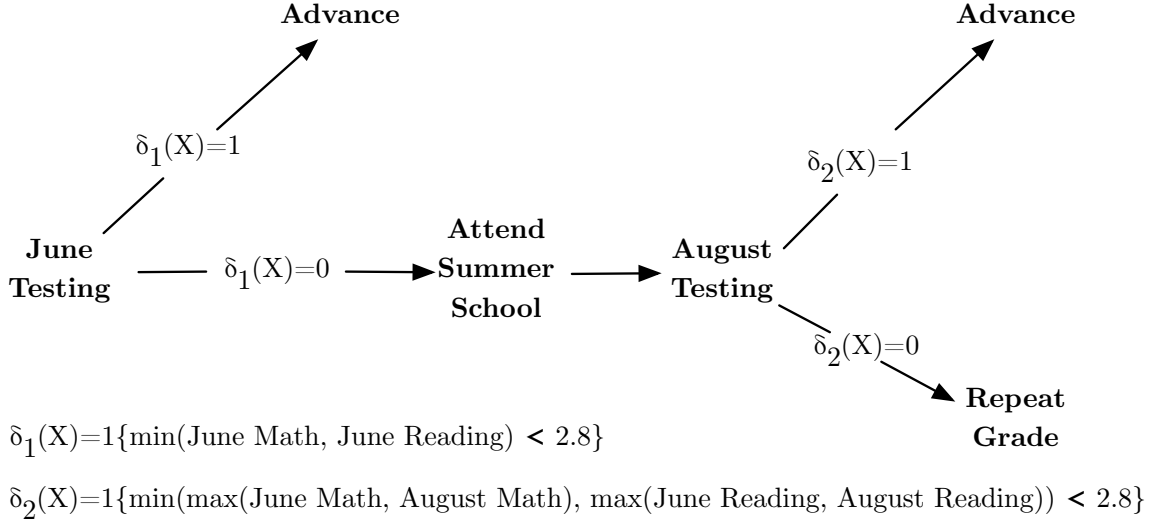 Advance
Advance
δ1(X)=1
δ2(X)=1
June
Testing
δ1(X)=0
Attend
Summer
School
August
Testing
δ2(X)=0
Repeat
Grade
δ1(X)=1{min(June Math, June Reading) < 2.8}
δ2(X)=1{min(max(June Math, August Math), max(June Reading, August Reading)) < 2.8}